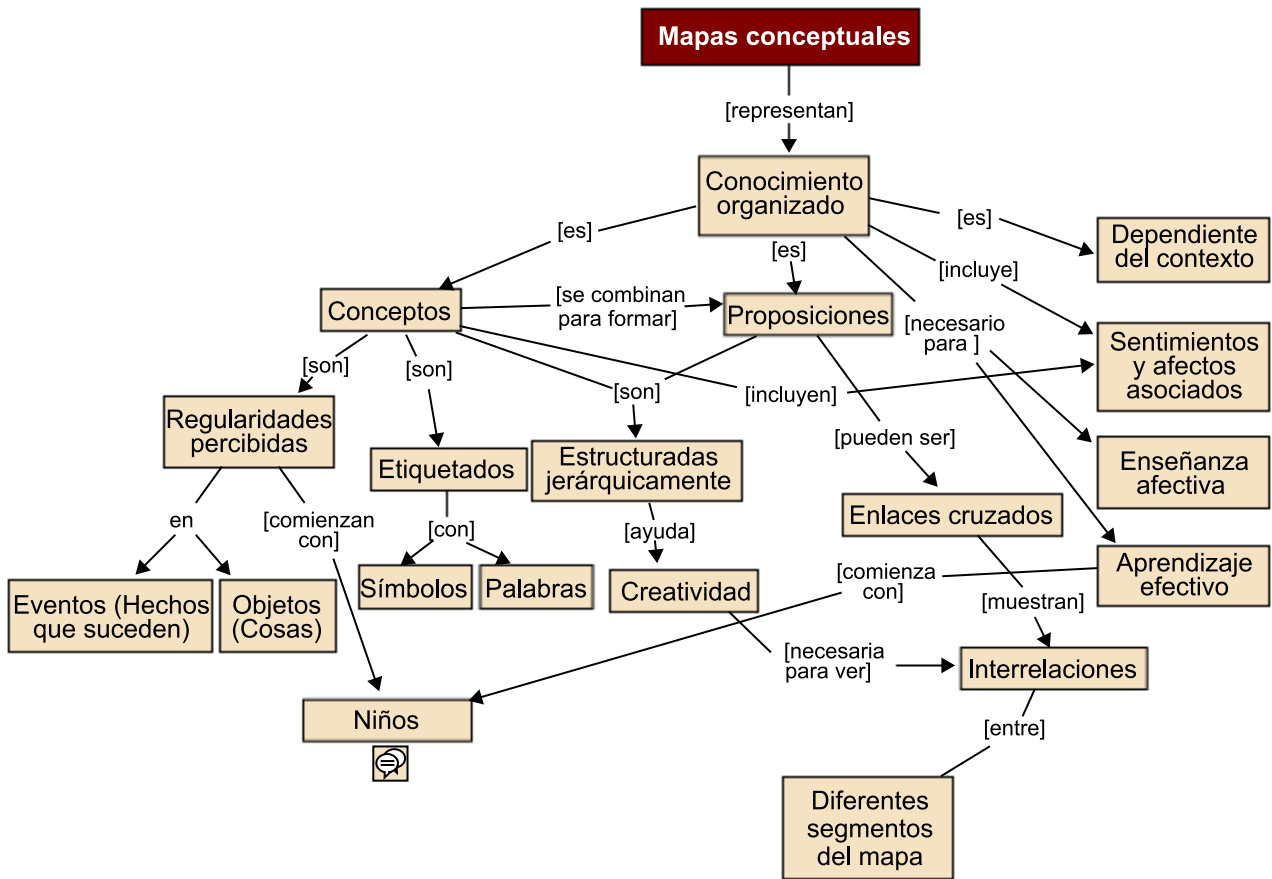 Mapas conceptuales
[representan]
Conocimiento
organizado
[es]
[es]
[es]
Dependiente
del contexto
[incluye]
Conceptos
[se combinan
para formar]
Proposiciones
[necesario
para ]
Sentimientos
y afectos
asociados
[son]
[son]
[son]
[incluyen]
Regularidades
percibidas
[pueden ser]
Etiquetados
Estructuradas
jerárquicamente
Enseñanza
afectiva
Enlaces cruzados
en
[comienzan
con]
[con]
[ayuda]
Aprendizaje
efectivo
Eventos (Hechos
que suceden)
Objetos
(Cosas)
Símbolos
Palabras
Creatividad
[comienza
con]
[muestran]
[necesaria
para ver]
Interrelaciones
Niños
[entre]
Diferentes
segmentos
del mapa